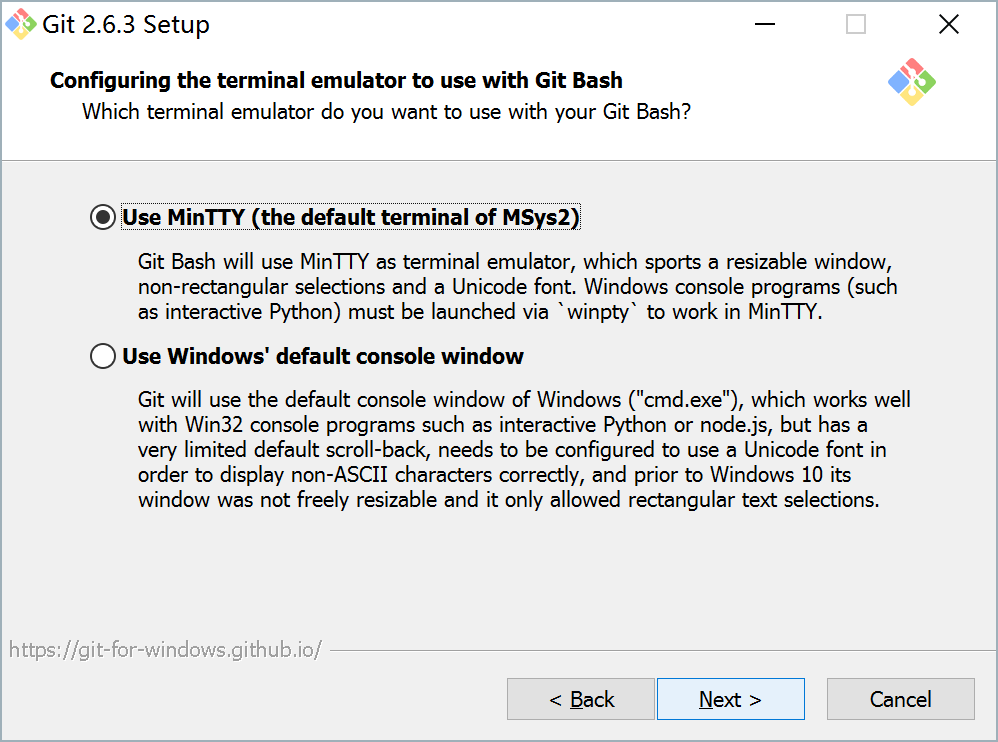 Git 2.6.3 Setup
Configuring the terminal emulator to use with Git Bash
Which terminal emulator do you want to use with your Git Bash?
Use MinTTY (the default terminal of MSys2)
Git Bash will use MinTTY as terminal emulator, which sports a resizable window,
non-rectangular selections and a Unicode font. Windows console programs (such
as interactive Python) must be launched via `winpty` to work in MinTTY.
Use Windows' default console window
Git will use the default console window of Windows ("cmd.exe"), which works well
with Win32 console programs such as interactive Python or node.js, but has a
very limited default scroll-back, needs to be configured to use a Unicode font in
order to display non-ASCII characters correctly, and prior to Windows 10 its
window was not freely resizable and it only allowed rectangular text selections.
https://git-for-windows.github.io/
< Back
Next >
Cancel